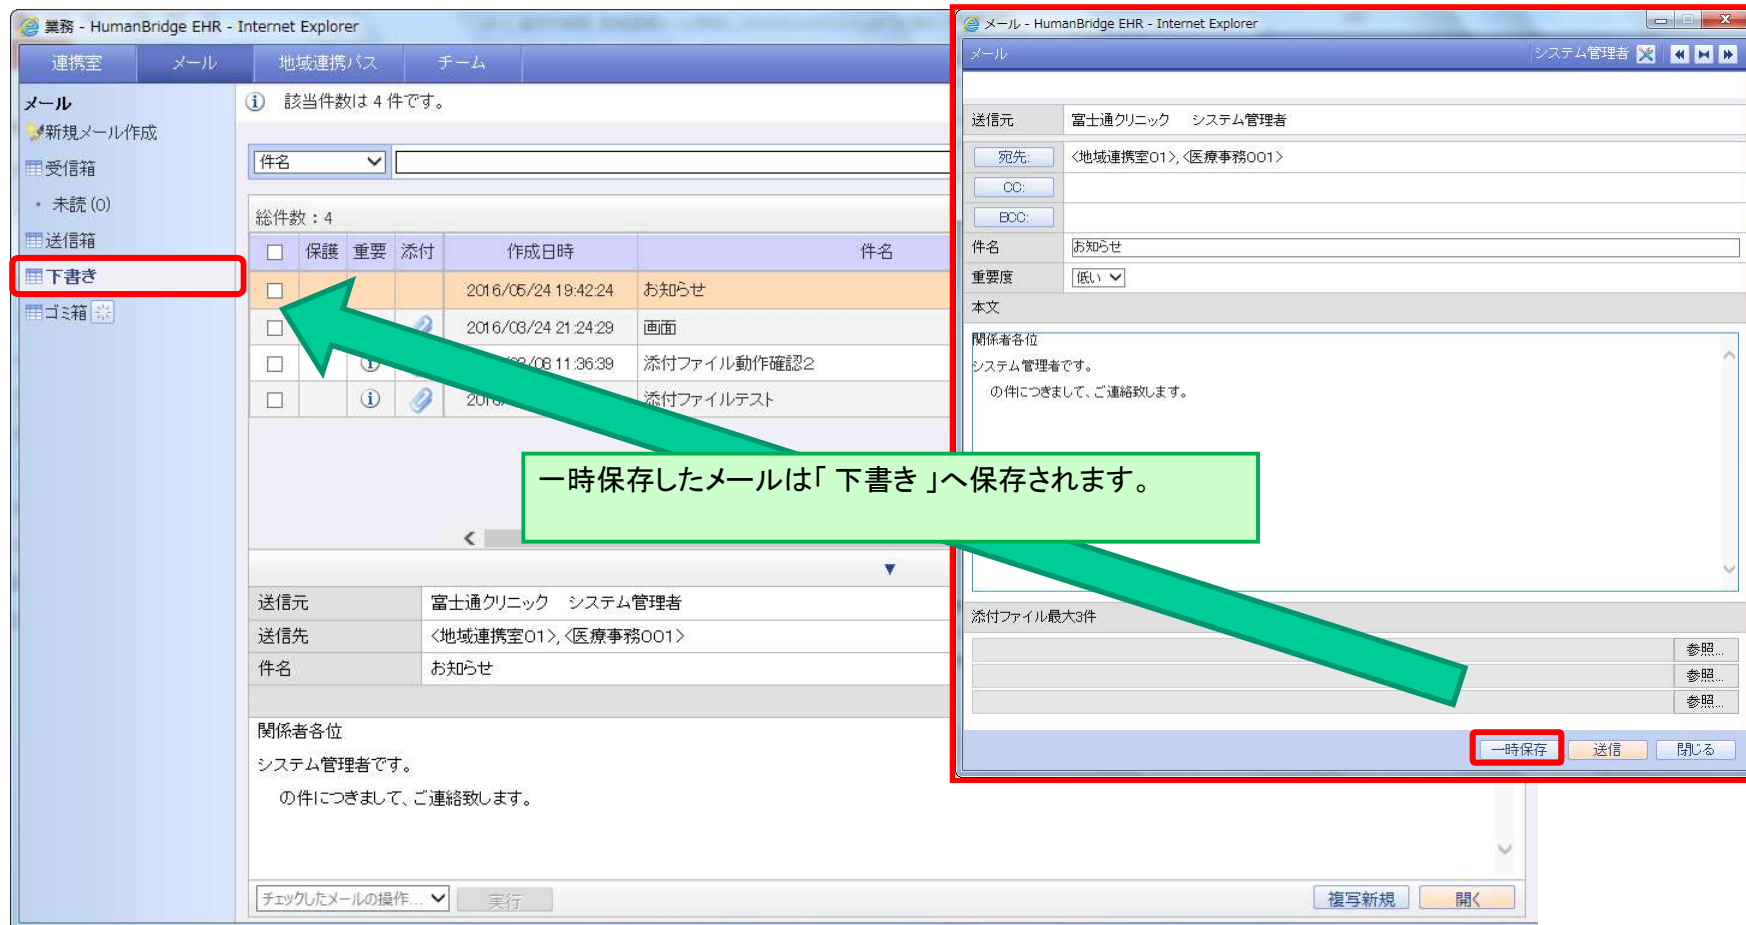 業務 - HumanBridge EHR - Internet Explorer
連携室 メール 地域連携パス チーム
メール
新規メール作成
受信箱
・ 未読(0)
送信箱
下書き
ゴミ箱
該当件数は 4 件です。
件名
総件数：4
保護 重要 添付 作成日時 件名
2016/05/24 19:42:24 お知らせ
2016/03/24 21:24:29 画面
/08 11:36:39 添付ファイル動作確認2
添付ファイルテスト
一時保存したメールは「 下書き 」へ保存されます。
送信元 富士通クリニック システム管理者
送信先 <地域連携室01>,<医療事務001>
件名 お知らせ
関係者各位
システム管理者です。
の件につきまして、ご連絡致します。
チェックしたメールの操作... 実行 複写新規 開く
メール - HumanBridge EHR - Internet Explorer
メール システム管理者
送信元 富士通クリニック システム管理者
宛先: <地域連携室01>,<医療事務001>
CC:
BCC:
件名 お知らせ
重要度 低い
本文
関係者各位
システム管理者です。
の件につきまして、ご連絡致します。
添付ファイル最大3件
参照...
参照...
参照...
一時保存 送信 閉じる